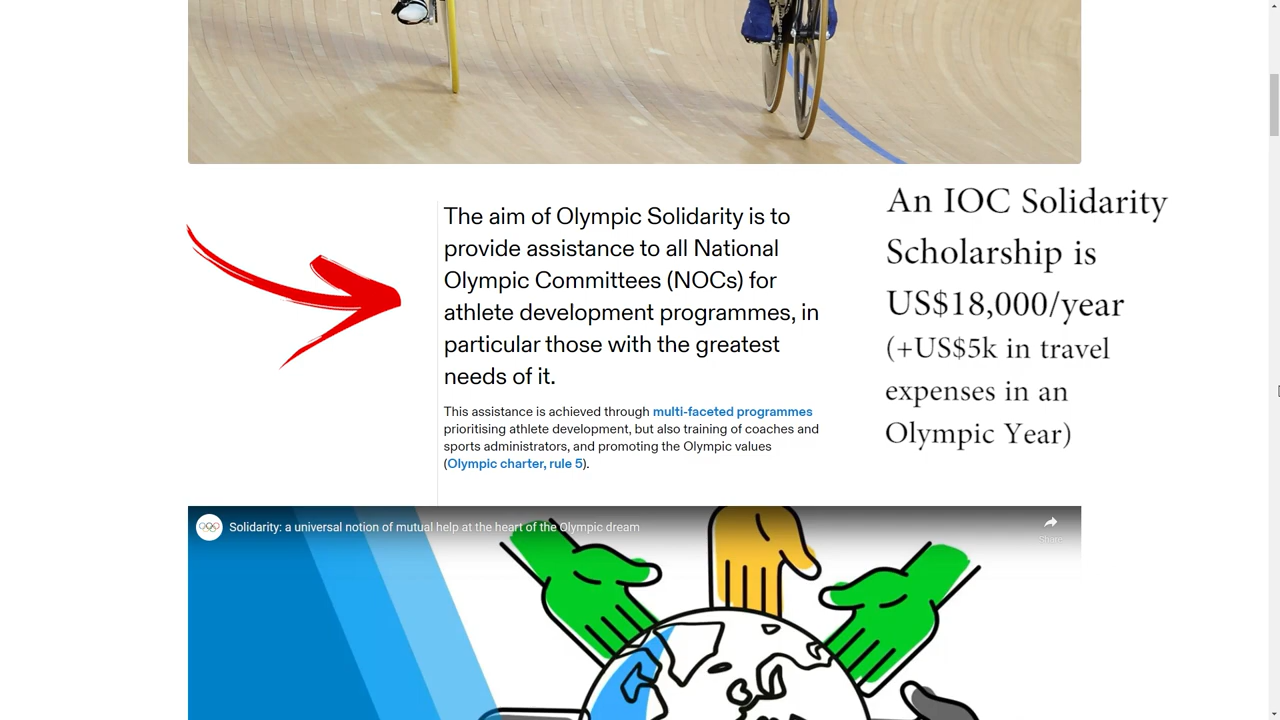 The aim of Olympic Solidarity is to
provide assistance to all National
Olympic Committees (NOCs) for
athlete development programmes, in
particular those with the greatest
needs of it.
This assistance is achieved through multi-faceted programmes
prioritising athlete development, but also training of coaches and
sports administrators, and promoting the Olympic values
(Olympic charter, rule 5).
An IOC Solidarity
Scholarship is
US$18,000/year
(+US$5k in travel
expenses in an
Olympic Year)
Solidarity: a universal notion of mutual help at the heart of the Olympic dream
Share